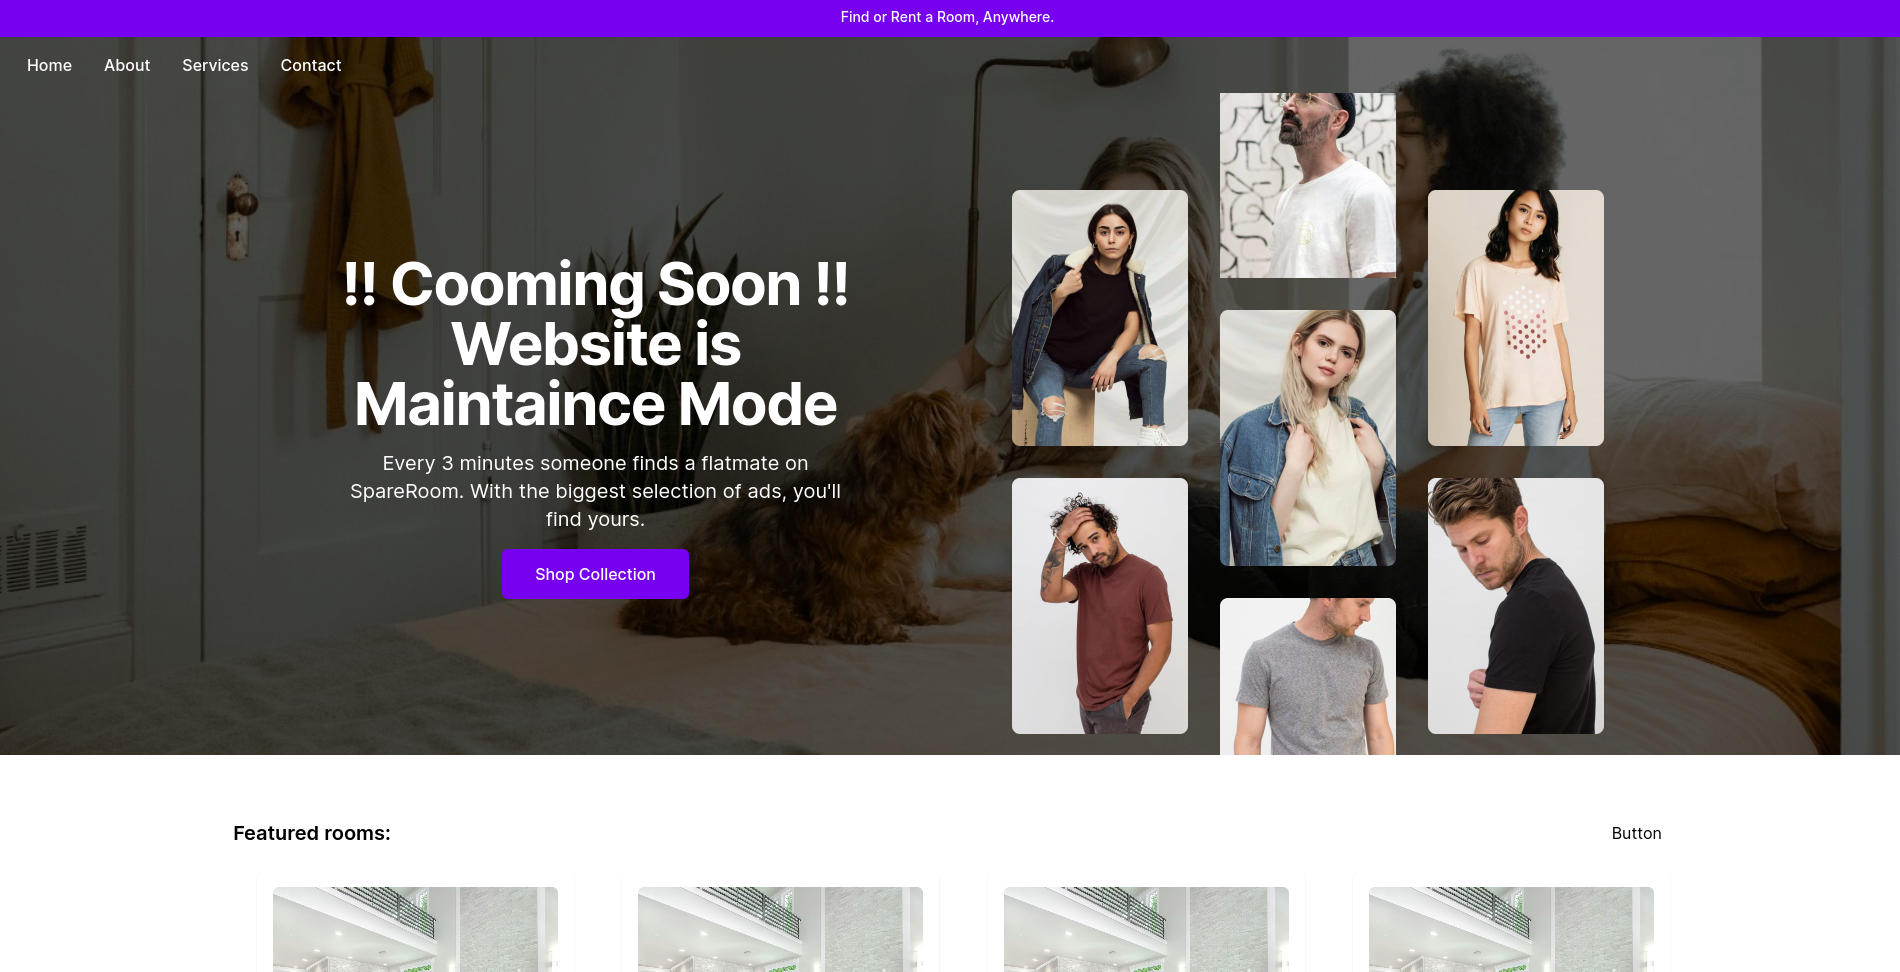 Find or Rent a Room, Anywhere.
Home About Services Contact
!! Cooming Soon !!
Website is
Maintaince Mode
Every 3 minutes someone finds a flatmate on
SpareRoom. With the biggest selection of ads, you'll
find yours.
Shop Collection
Featured rooms:
Button